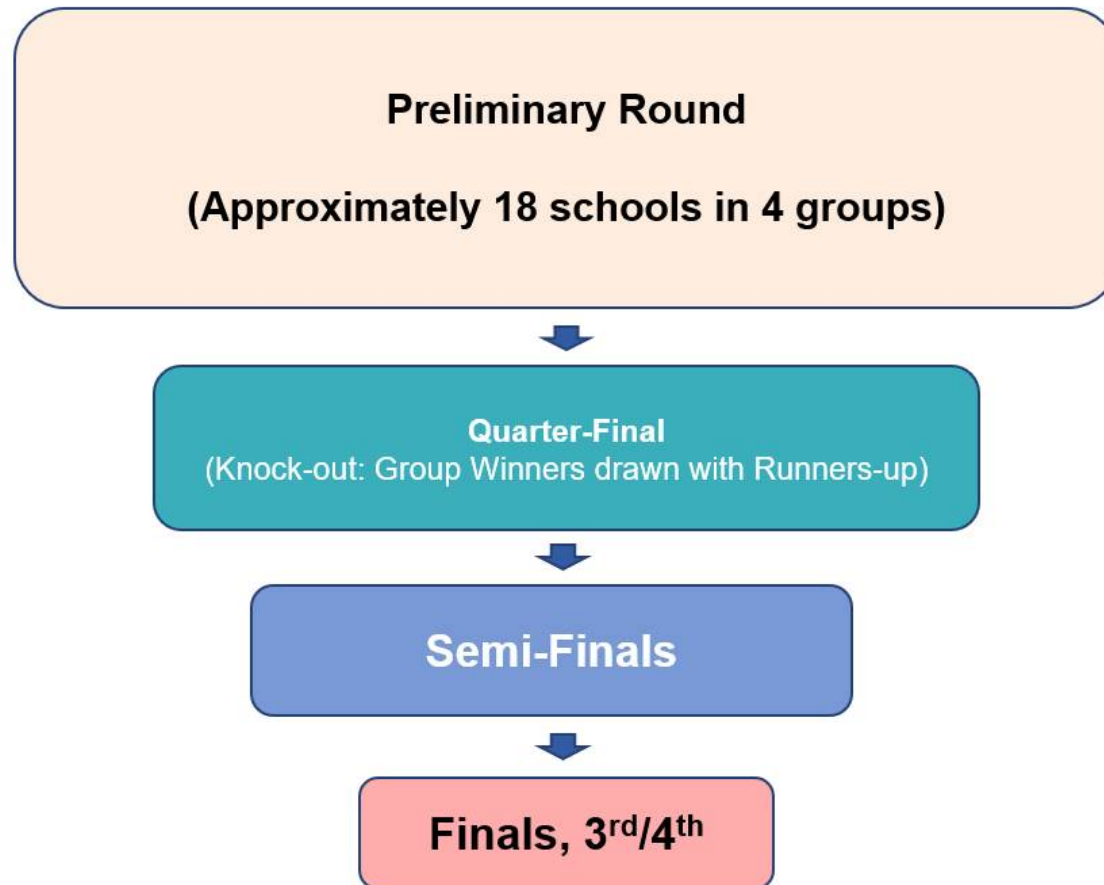 Preliminary Round
(Approximately 18 schools in 4 groups)
Quarter-Final
(Knock-out: Group Winners drawn with Runners-up)
Semi-Finals
Finals, 3rd/4th